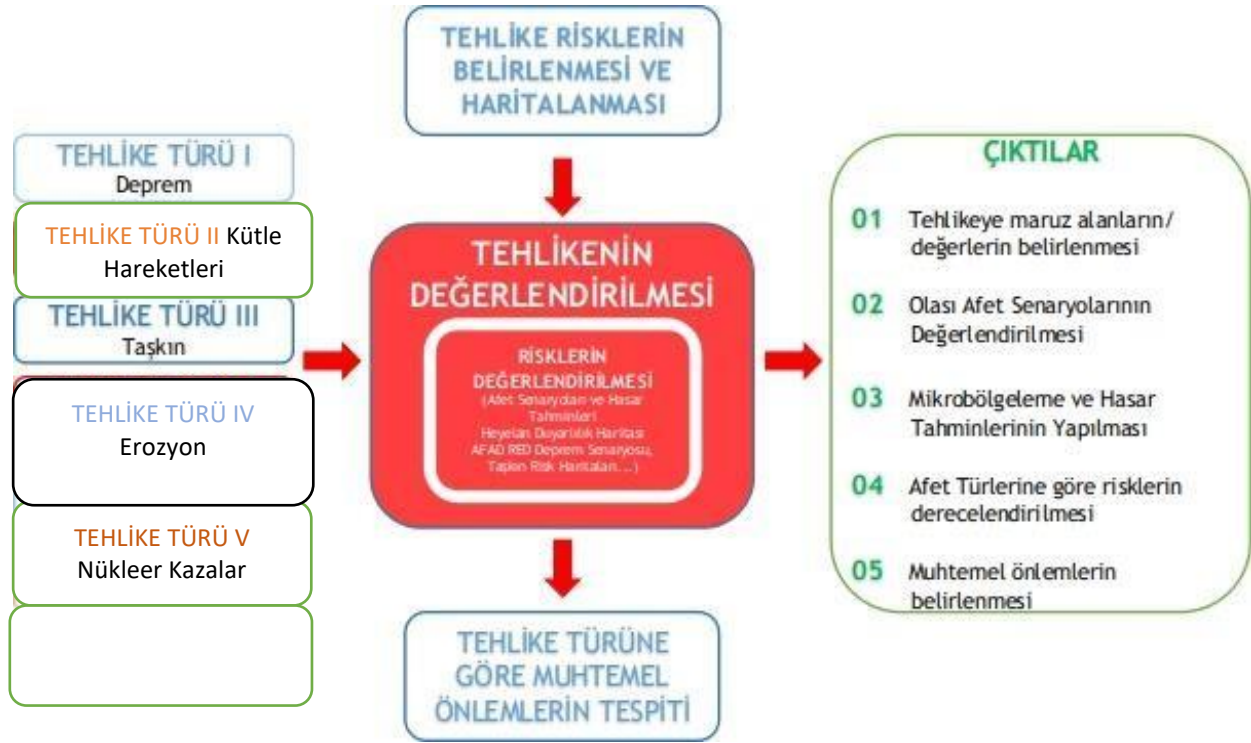 TEHLİKE RİSKLERİN
BELİRLENMESİ VE
HARİTALANMASI
TEHLİKE TÜRÜ I
Deprem
TEHLİKE TÜRÜ II Kütle
Hareketleri
TEHLİKE TÜRÜ III
Taşkın
TEHLİKE TÜRÜ IV
Erozyon
TEHLİKE TÜRÜ V
Nükleer Kazalar
TEHLİKENİN
DEĞERLENDİRİLMESİ
RİSKLERİN
DEĞERLENDİRİLMESİ
(Afet Senaryoları ve Hasar
Tahminleri
Heyelan Duyarlılık Haritası
AFAD RED Deprem Senaryosu,
Taşkın Risk Haritaları...)
TEHLİKE TÜRÜNE
GÖRE MUHTEMEL
ÖNLEMLERİN TESPİTİ
ÇIKTILAR
01 Tehlikeye maruz alanların/
değerlerin belirlenmesi
02 Olası Afet Senaryolarının
Değerlendirilmesi
03 Mikrobölgeleme ve Hasar
Tahminlerinin Yapılması
04 Afet Türlerine göre risklerin
derecelendirilmesi
05 Muhtemel önlemlerin
belirlenmesi